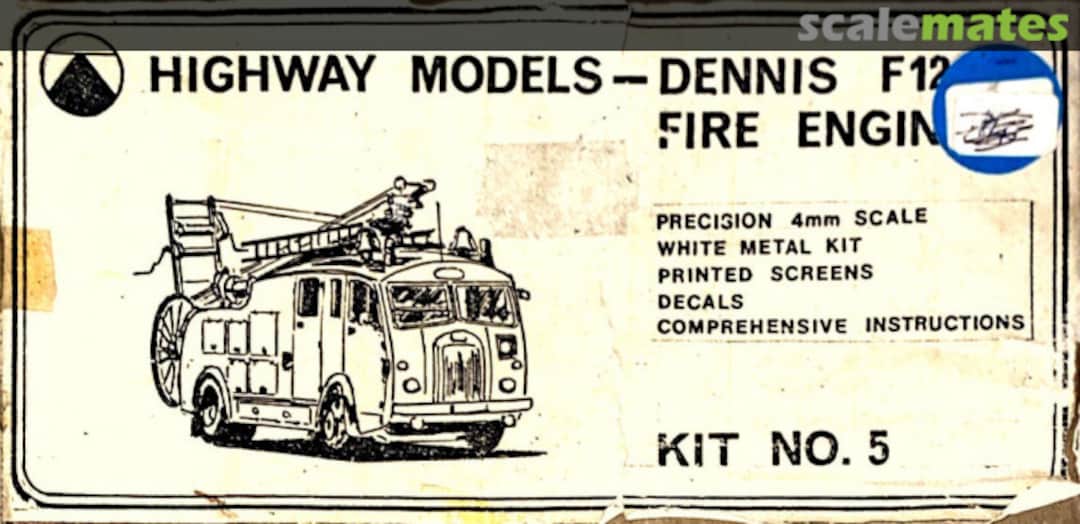 scalemates
HIGHWAY MODELS - DENNIS F12
FIRE ENGIN
PRECISION 4mm SCALE
WHITE METAL KIT
PRINTED SCREENS
DECALS
COMPREHENSIVE INSTRUCTIONS
KIT NO. 5